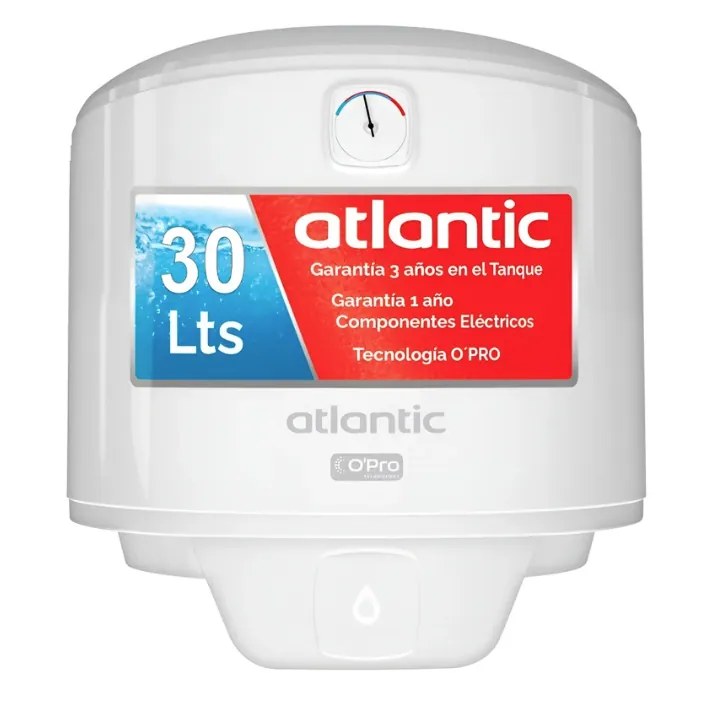 30
Lts
atlantic
Garantía 3 años en el Tanque
Garantía 1 año
Componentes Eléctricos
Tecnología O´PRO
atlantic
O'Pro